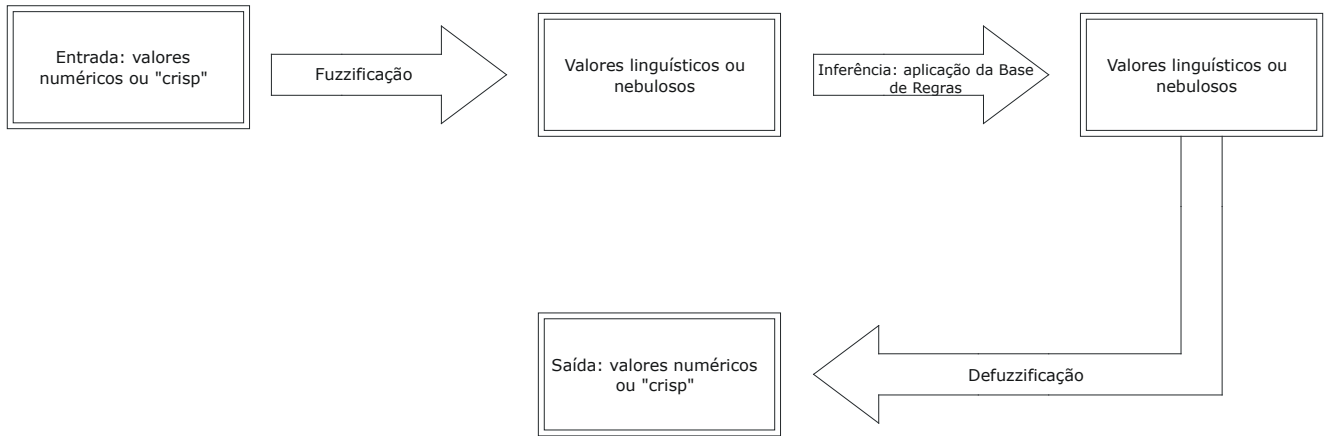 Entrada: valores
numéricos ou "crisp"
Fuzzificação
Valores linguísticos ou
nebulosos
Inferência: aplicação da Base
de Regras
Valores linguísticos ou
nebulosos
Defuzzificação
Saída: valores numéricos
ou "crisp"